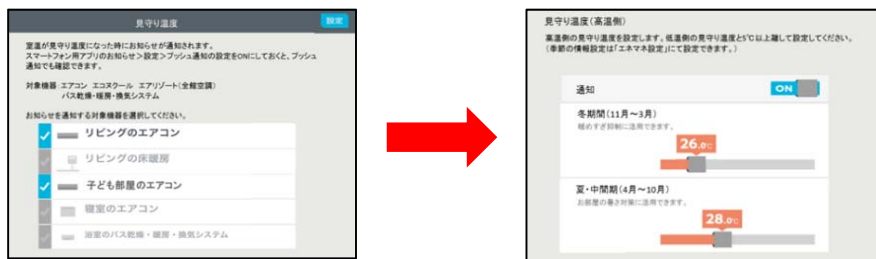 見守り温度
設定
室温が見守り温度になった時にお知らせが通知されます。
スマートフォン用アプリのお知らせ>設定>プッシュ通知の設定をONにしておくと、プッシュ
通知でも確認できます。
対象機器:エアコン エコスクール エアリゾート(全館空調)
バス乾燥・暖房・換気システム
お知らせを通知する対象機器を選択してください。
リビングのエアコン
リビングの床暖房
子ども部屋のエアコン
寝室のエアコン
浴室のバス乾燥・暖房・換気システム
見守り温度(高温側)
高温側の見守り温度を設定します。低温側の見守り温度と5℃以上離して設定してください。
(季節の情報設定は「エネマネ設定」にて設定できます。)
通知
ON
冬期間(11月～3月)
暖めすぎ抑制に活用できます。
26.0℃
夏・中間期(4月～10月)
お部屋の暑さ対策に活用できます。
28.0℃